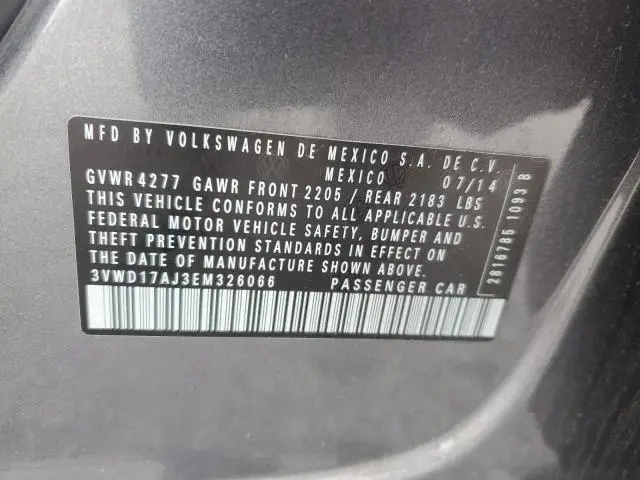 MFD BY VOLKSWAGEN DE MEXICO S.A. DE C.V.
MEXICO 07/14
GVWR 4277 GAWR FRONT 2205 / REAR 2183 LBS
THIS VEHICLE CONFORMS TO ALL APPLICABLE U.S.
FEDERAL MOTOR VEHICLE SAFETY, BUMPER AND
THEFT PREVENTION STANDARDS IN EFFECT ON
THE DATE OF MANUFACTURE SHOWN ABOVE.
3VWD17AJ3EM326066 PASSENGER CAR
2816785 1093 B